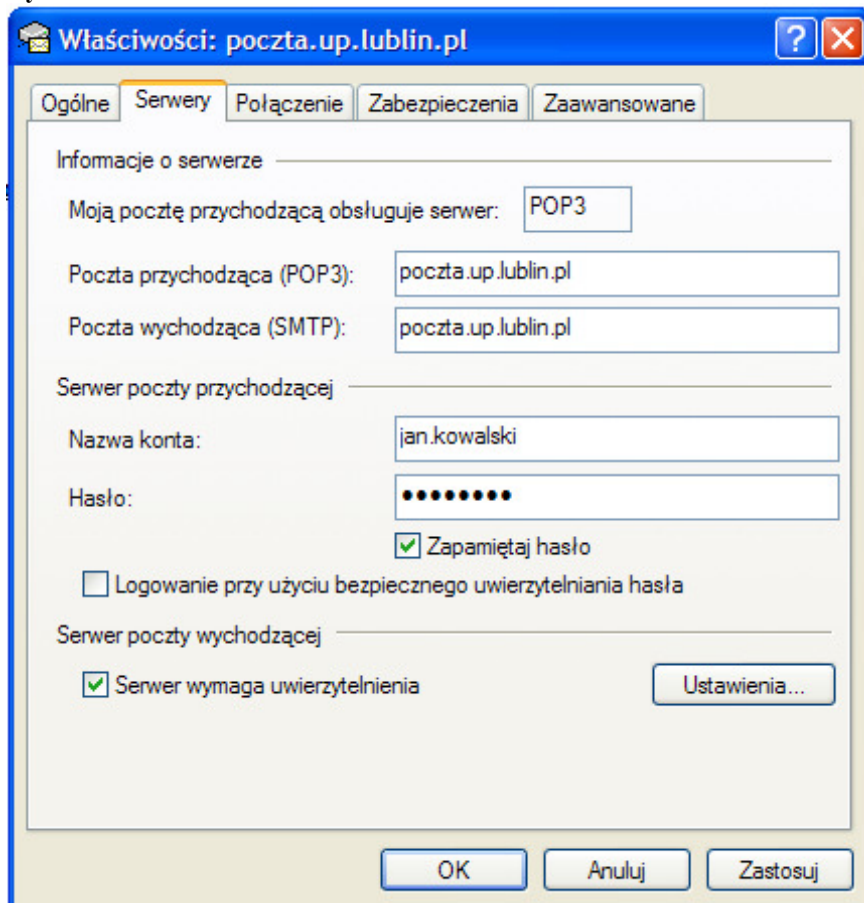 Właściwości: poczta.up.lublin.pl
Ogólne Serwery Połączenie Zabezpieczenia Zaawansowane
Informacje o serwerze
Moją pocztę przychodzącą obsługuje serwer: POP3
Poczta przychodząca (POP3): poczta.up.lublin.pl
Poczta wychodząca (SMTP): poczta.up.lublin.pl
Serwer poczty przychodzącej
Nazwa konta: jan.kowalski
Hasło: ●●●●●●●●
Zapamiętaj hasło
Logowanie przy użyciu bezpiecznego uwierzytelniania hasła
Serwer poczty wychodzącej
Serwer wymaga uwierzytelnienia Ustawienia...
OK Anuluj Zastosuj